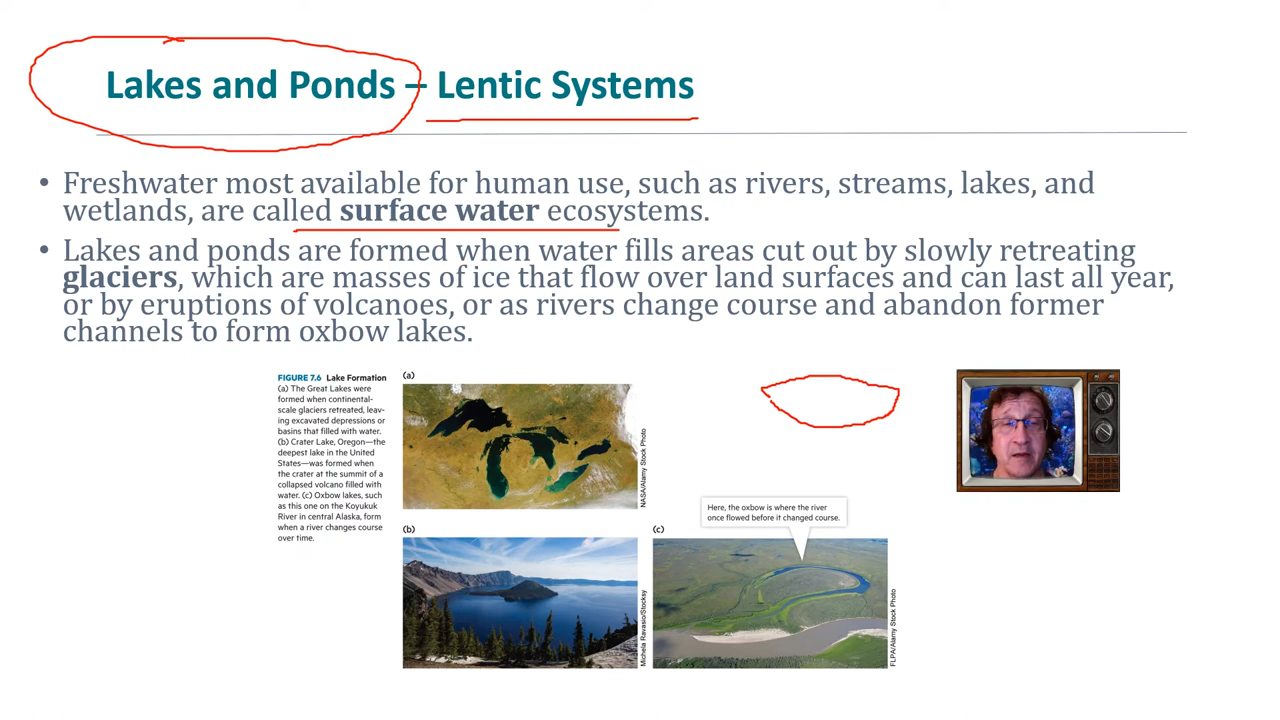 Lakes and Ponds – Lentic Systems
• Freshwater most available for human use, such as rivers, streams, lakes, and
wetlands, are called surface water ecosystems.
• Lakes and ponds are formed when water fills areas cut out by slowly retreating
glaciers, which are masses of ice that flow over land surfaces and can last all year,
or by eruptions of volcanoes, or as rivers change course and abandon former
channels to form oxbow lakes.
FIGURE 7.6 Lake Formation
(a) The Great Lakes were
formed when continental-
scale glaciers retreated, leav-
ing excavated depressions or
basins that filled with water.
(b) Crater Lake, Oregon—the
deepest lake in the United
States—was formed when
the crater at the summit of a
collapsed volcano filled with
water. (c) Oxbow lakes, such
as this one on the Koyukuk
River in central Alaska, form
when a river changes course
over time.
(a)
NASA/Alamy Stock Photo
(b)
Michela Ravasio/Stocksy
(c)
Here, the oxbow is where the river
once flowed before it changed course.
FLPA/Alamy Stock Photo